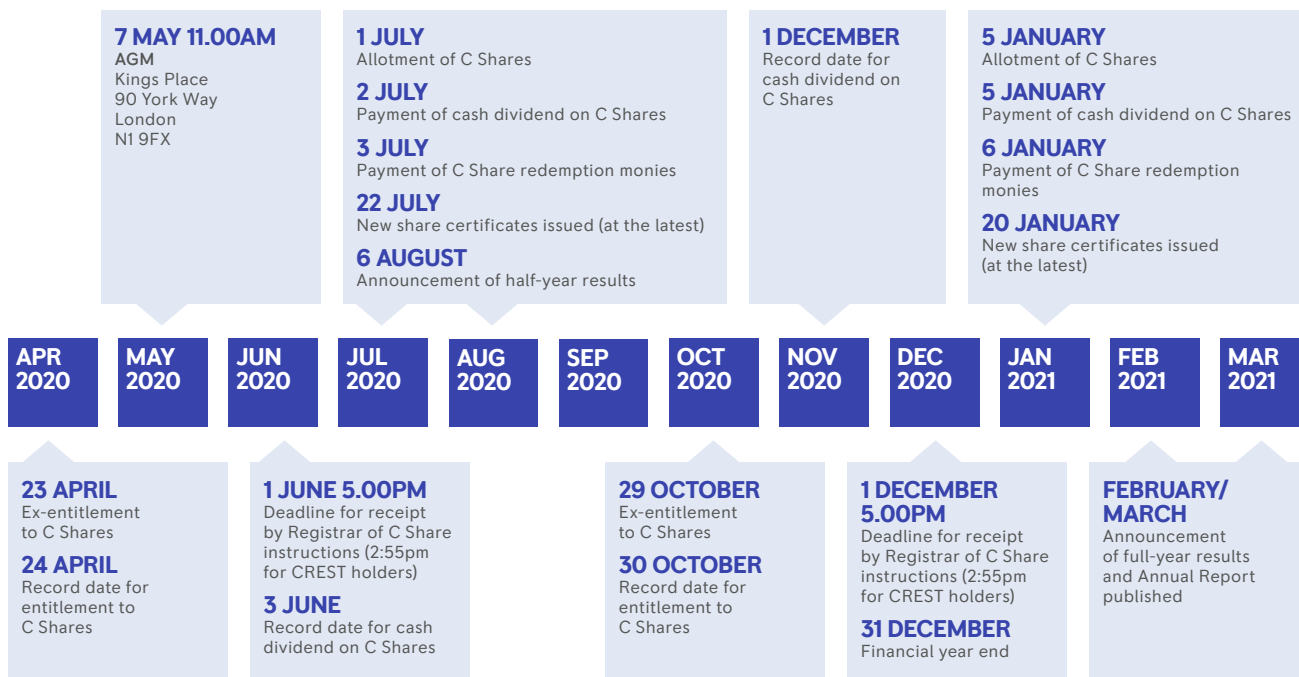 7 MAY 11.00AM
AGM
Kings Place
90 York Way
London
N1 9FX
1 JULY
Allotment of C Shares
2 JULY
Payment of cash dividend on C Shares
3 JULY
Payment of C Share redemption monies
22 JULY
New share certificates issued (at the latest)
6 AUGUST
Announcement of half-year results
1 DECEMBER
Record date for
cash dividend on
C Shares
5 JANUARY
Allotment of C Shares
5 JANUARY
Payment of cash dividend on C Shares
6 JANUARY
Payment of C Share redemption
monies
20 JANUARY
New share certificates issued
(at the latest)
APR
2020
MAY
2020
JUN
2020
JUL
2020
AUG
2020
SEP
2020
OCT
2020
NOV
2020
DEC
2020
JAN
2021
FEB
2021
MAR
2021
23 APRIL
Ex-entitlement
to C Shares
24 APRIL
Record date for
entitlement to
C Shares
1 JUNE 5.00PM
Deadline for receipt
by Registrar of C Share
instructions (2:55pm
for CREST holders)
3 JUNE
Record date for cash
dividend on C Shares
29 OCTOBER
Ex-entitlement
to C Shares
30 OCTOBER
Record date for
entitlement to
C Shares
1 DECEMBER
5.00PM
Deadline for receipt
by Registrar of C Share
instructions (2:55pm
for CREST holders)
31 DECEMBER
Financial year end
FEBRUARY/
MARCH
Announcement
of full-year results
and Annual Report
published